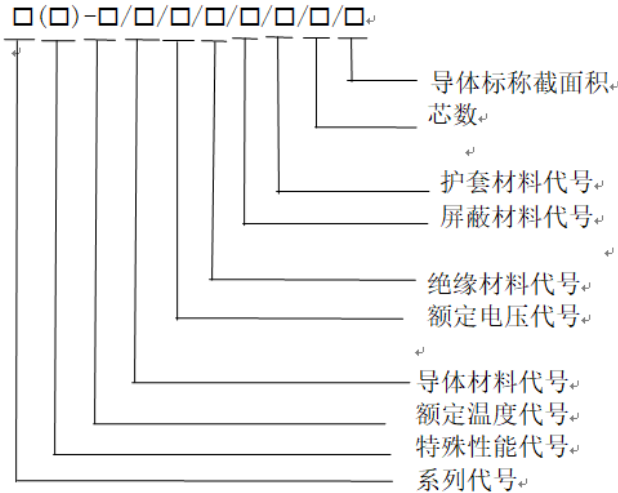 □(□)-□/□/□/□/□/□/□/□
导体标称截面积
芯数
护套材料代号
屏蔽材料代号
绝缘材料代号
额定电压代号
导体材料代号
额定温度代号
特殊性能代号
系列代号